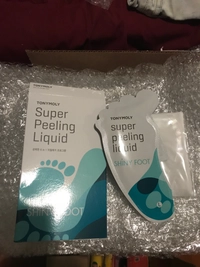 TONYMOLY
Super
Peeling
Liquid
SHINY FOOT
TONYMOLY
super
peeling
liquid
SHINY FOOT